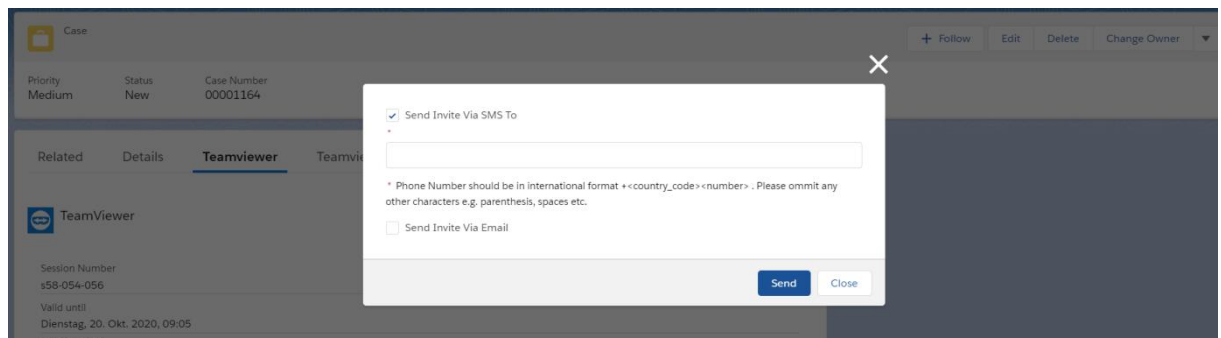 Case
+ Follow
Edit
Delete
Change Owner
Priority
Status
Case Number
Medium
New
00001164
Send Invite Via SMS To
*
* Phone Number should be in international format +<country_code><number> . Please ommit any
other characters e.g. parenthesis, spaces etc.
Send Invite Via Email
Send
Close
Related
Details
Teamviewer
TeamViewer
Session Number
s58-054-056
Valid until
Dienstag, 20. Okt. 2020, 09:05